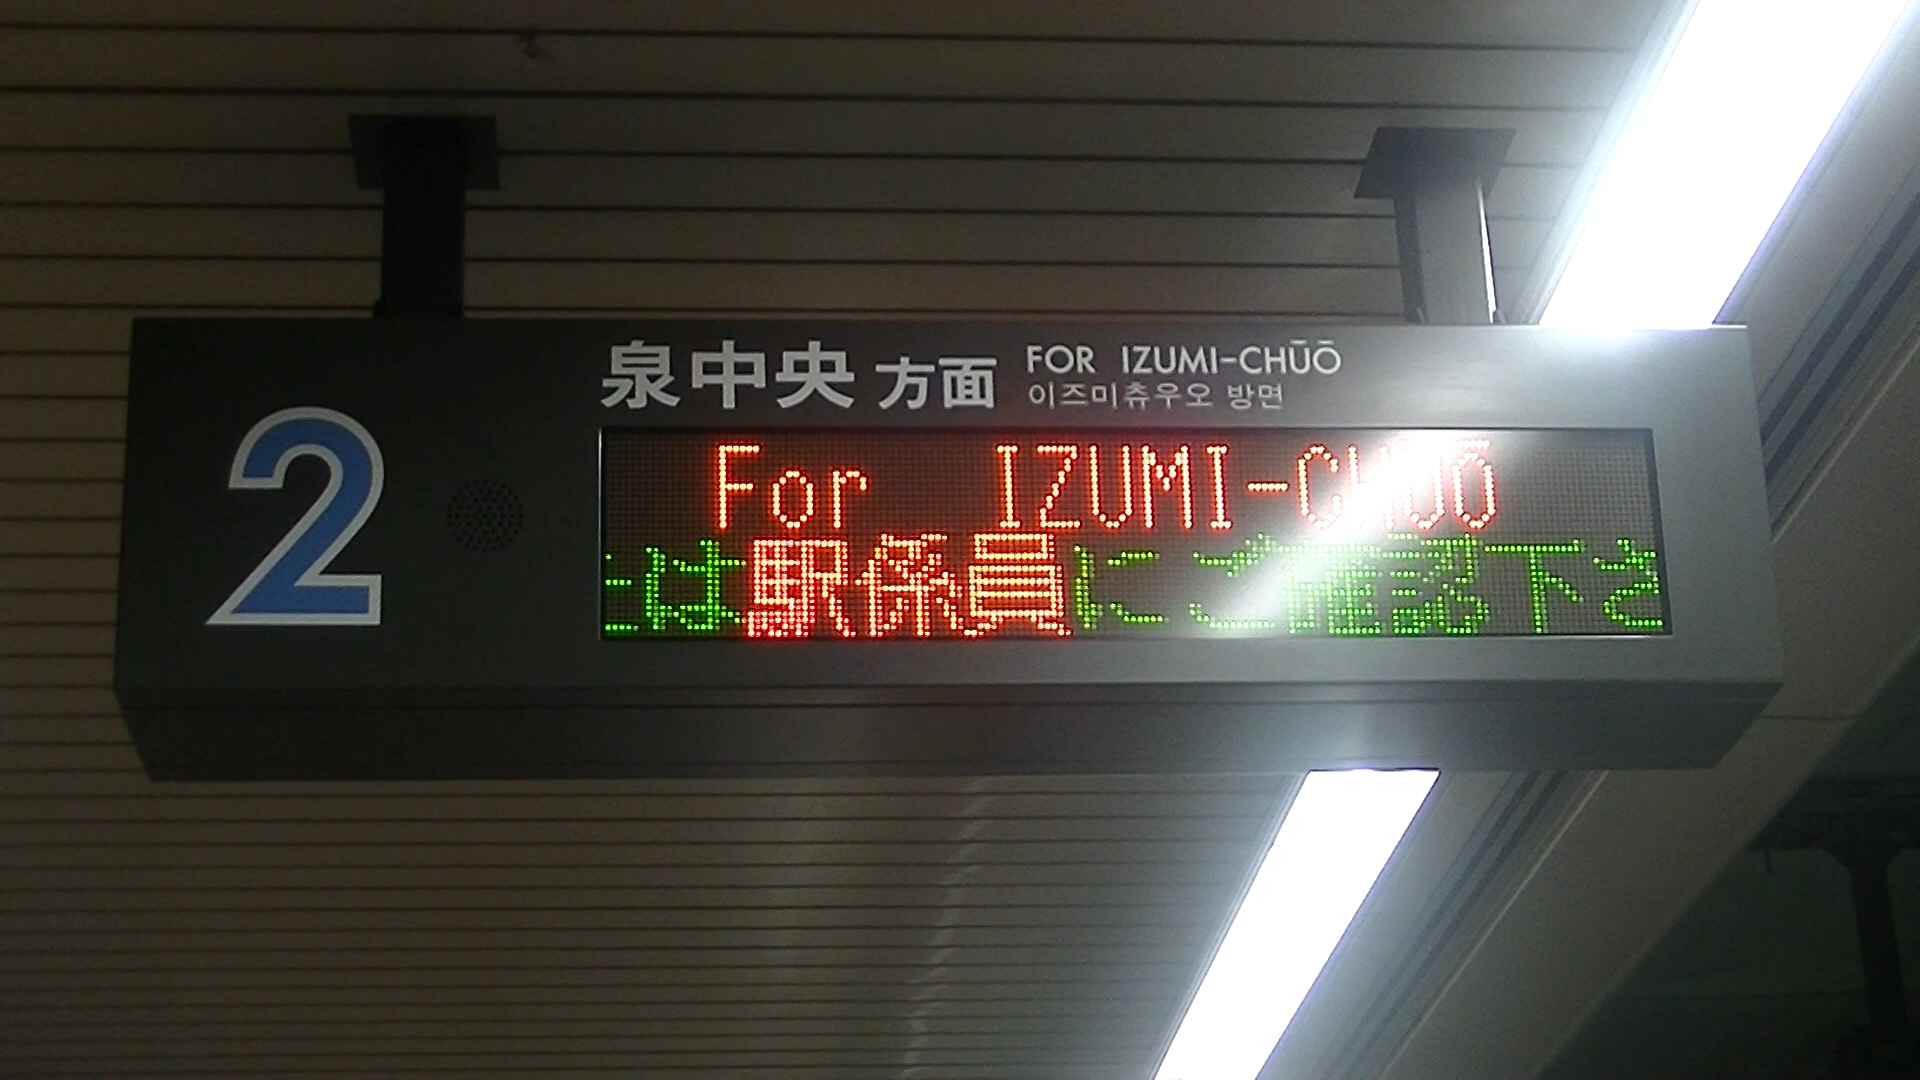 2
泉中央 方面
FOR IZUMI-CHŪŌ
이즈미츄우오 방면
For IZUMI-CHŪŌ
は駅係員にご確認下さ